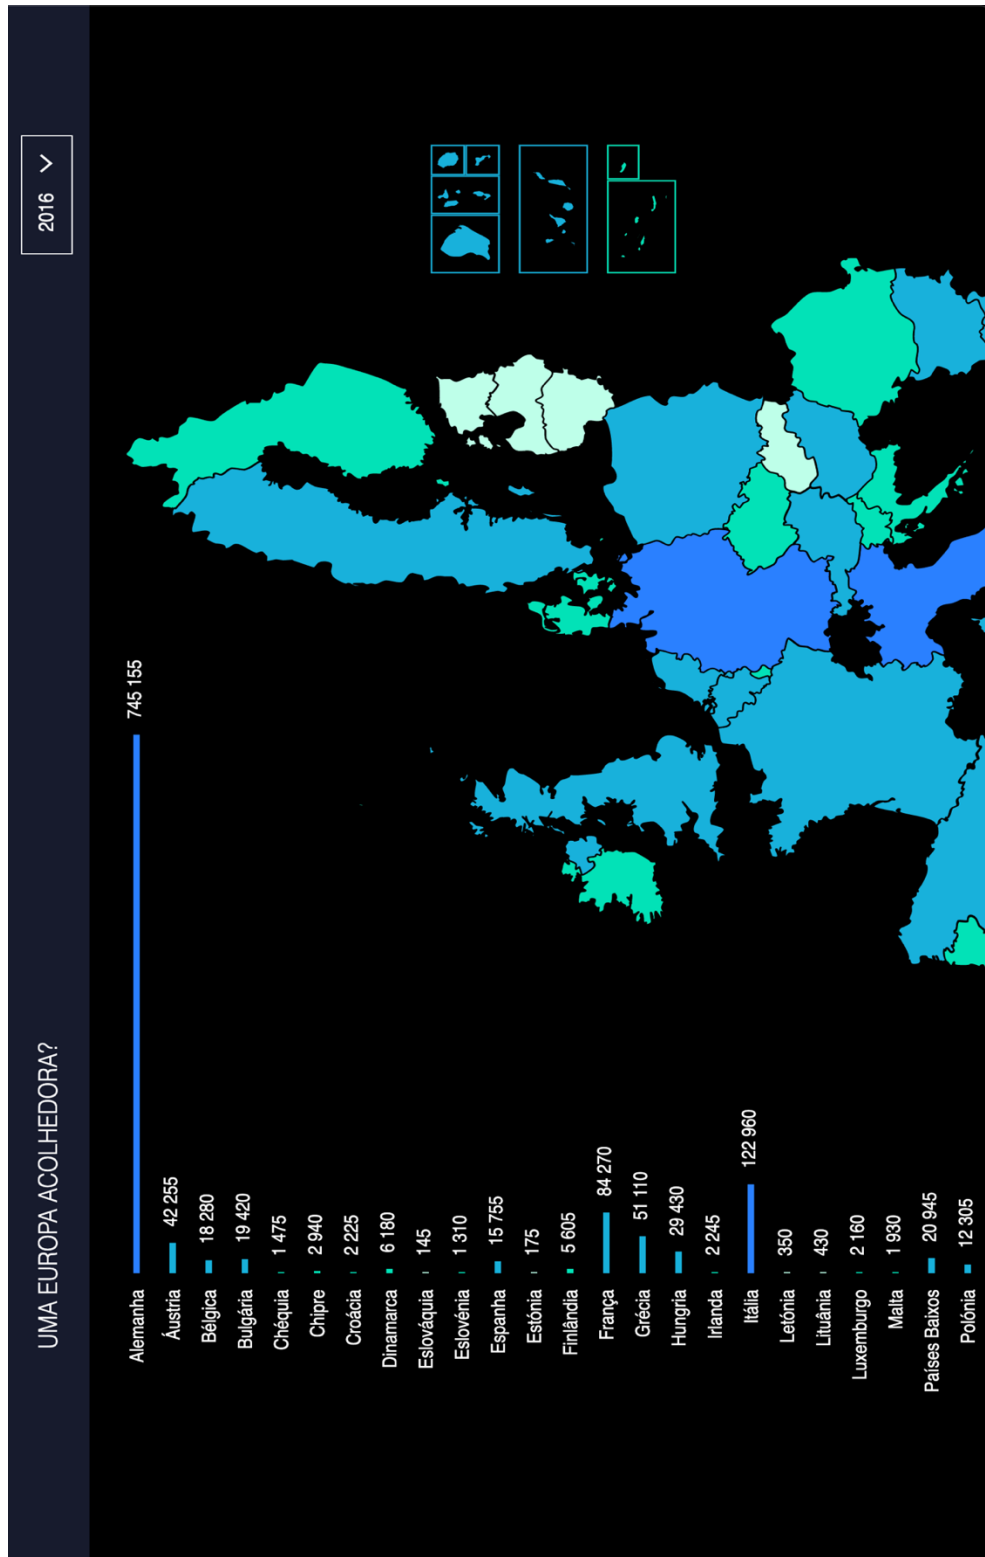 UMA EUROPA ACOLHEDORA?
2016
Alemanha 745 155
Áustria 42 255
Bélgica 18 280
Bulgária 19 420
Chéquia 1 475
Chipre 2 940
Croácia 2 225
Dinamarca 6 180
Eslováquia 145
Eslovénia 1 310
Espanha 15 755
Estónia 175
Finlândia 5 605
França 84 270
Grécia 51 110
Hungria 29 430
Irlanda 2 245
Itália 122 960
Letónia 350
Lituânia 430
Luxemburgo 2 160
Malta 1 930
Países Baixos 20 945
Polónia 12 305